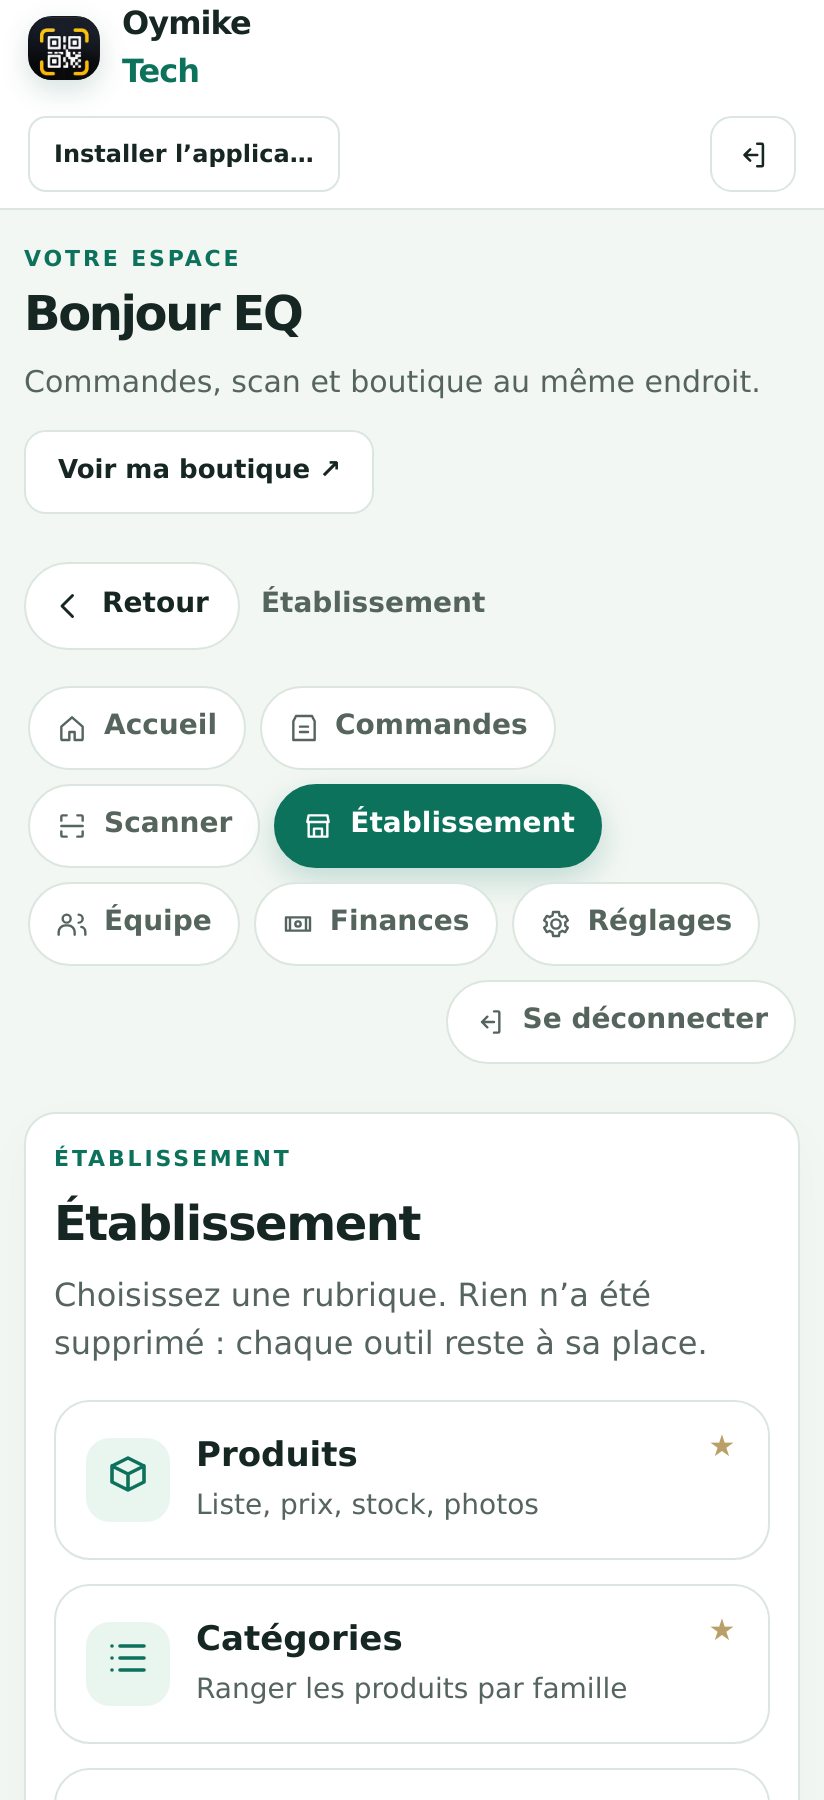 Oymike
Tech
Installer l’applica…
VOTRE ESPACE
Bonjour EQ
Commandes, scan et boutique au même endroit.
Voir ma boutique ↗
Retour
Établissement
Accueil
Commandes
Scanner
Établissement
Équipe
Finances
Réglages
Se déconnecter
ÉTABLISSEMENT
Établissement
Choisissez une rubrique. Rien n’a été
supprimé : chaque outil reste à sa place.
Produits
★
Liste, prix, stock, photos
Catégories
★
Ranger les produits par famille